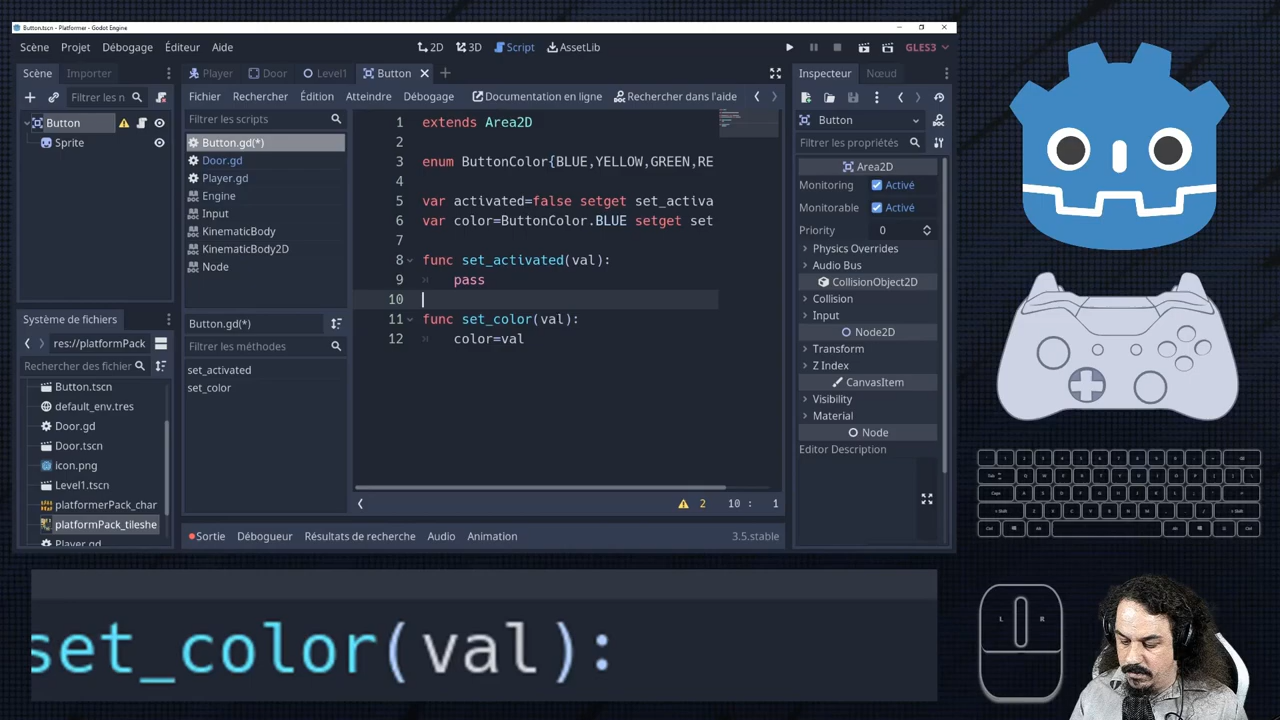 Button.tscn - Platformer - Godot Engine
Scène Projet Débogage Éditeur Aide
2D 3D Script AssetLib
GLES3
Scène Importer
Player Door Level1 Button
Inspecteur Nœud
Filtrer les n
Fichier Rechercher Édition Atteindre Débogage Documentation en ligne Rechercher dans l'aide
Button
Sprite
Filtrer les scripts
Button.gd(*)
Door.gd
Player.gd
Engine
Input
KinematicBody
KinematicBody2D
Node
Button.gd(*)
Filtrer les méthodes
set_activated
set_color
1 extends Area2D
2
3 enum ButtonColor{BLUE,YELLOW,GREEN,RE
4
5 var activated=false setget set_activa
6 var color=ButtonColor.BLUE setget set
7
8 func set_activated(val):
9 pass
10
11 func set_color(val):
12 color=val
2 10 : 1
Button
Filtrer les propriétés
Area2D
Monitoring Activé
Monitorable Activé
Priority 0
Physics Overrides
Audio Bus
CollisionObject2D
Collision
Input
Node2D
Transform
Z Index
CanvasItem
Visibility
Material
Node
Editor Description
Système de fichiers
res://platformPack
Rechercher des fichier
Button.tscn
default_env.tres
Door.gd
Door.tscn
icon.png
Level1.tscn
platformerPack_char
platformPack_tileshe
Player.gd
Sortie Débogueur Résultats de recherche Audio Animation 3.5.stable
set_color(val):
L R